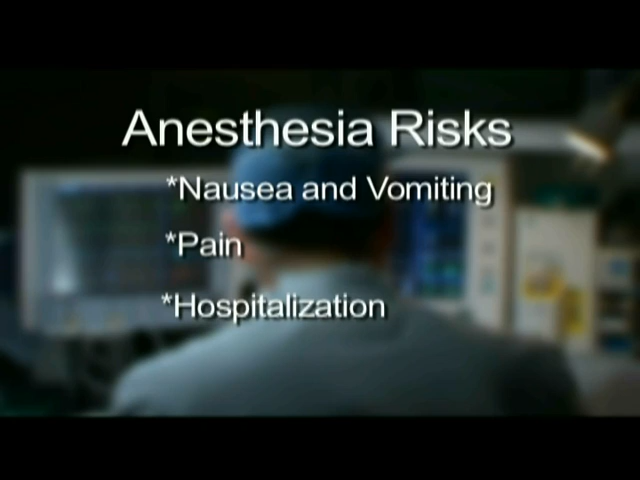 Anesthesia Risks
*Nausea and Vomiting
*Pain
*Hospitalization